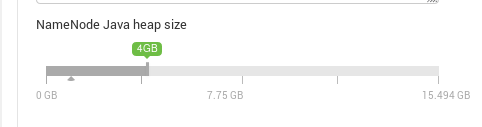 NameNode Java heap size
4GB
0 GB
7.75 GB
15.494 GB